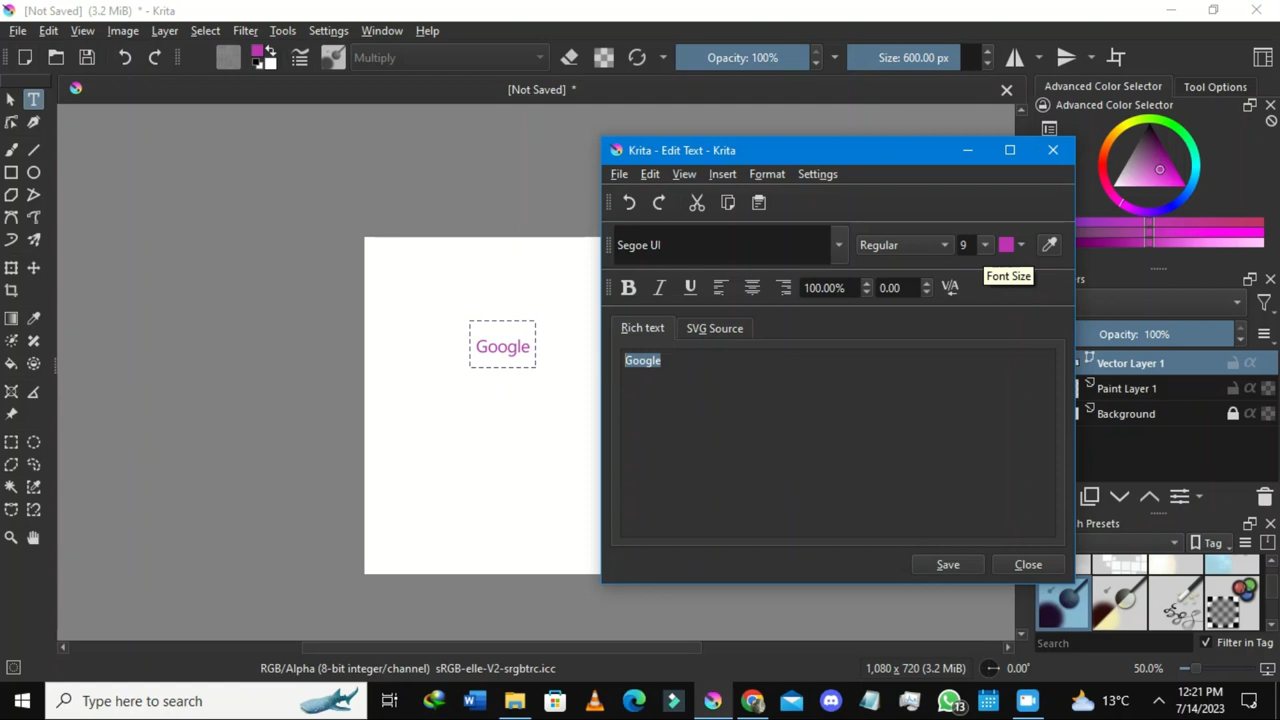 [Not Saved] (3.2 MiB) * - Krita
File Edit View Image Layer Select Filter Tools Settings Window Help
Multiply
Opacity: 100%
Size: 600.00 px
[Not Saved] *
Advanced Color Selector
Tool Options
Advanced Color Selector
Krita - Edit Text - Krita
File Edit View Insert Format Settings
Segoe UI
Regular
9
Font Size
100.00%
0.00
Rich text
SVG Source
Google
Google
Save
Close
ers
Opacity: 100%
Vector Layer 1
Paint Layer 1
Background
h Presets
Tag
Search
Filter in Tag
RGB/Alpha (8-bit integer/channel) sRGB-elle-V2-srgbtrc.icc
1,080 x 720 (3.2 MiB)
0.00°
50.0%
Type here to search
13
13°C
12:21 PM
7/14/2023